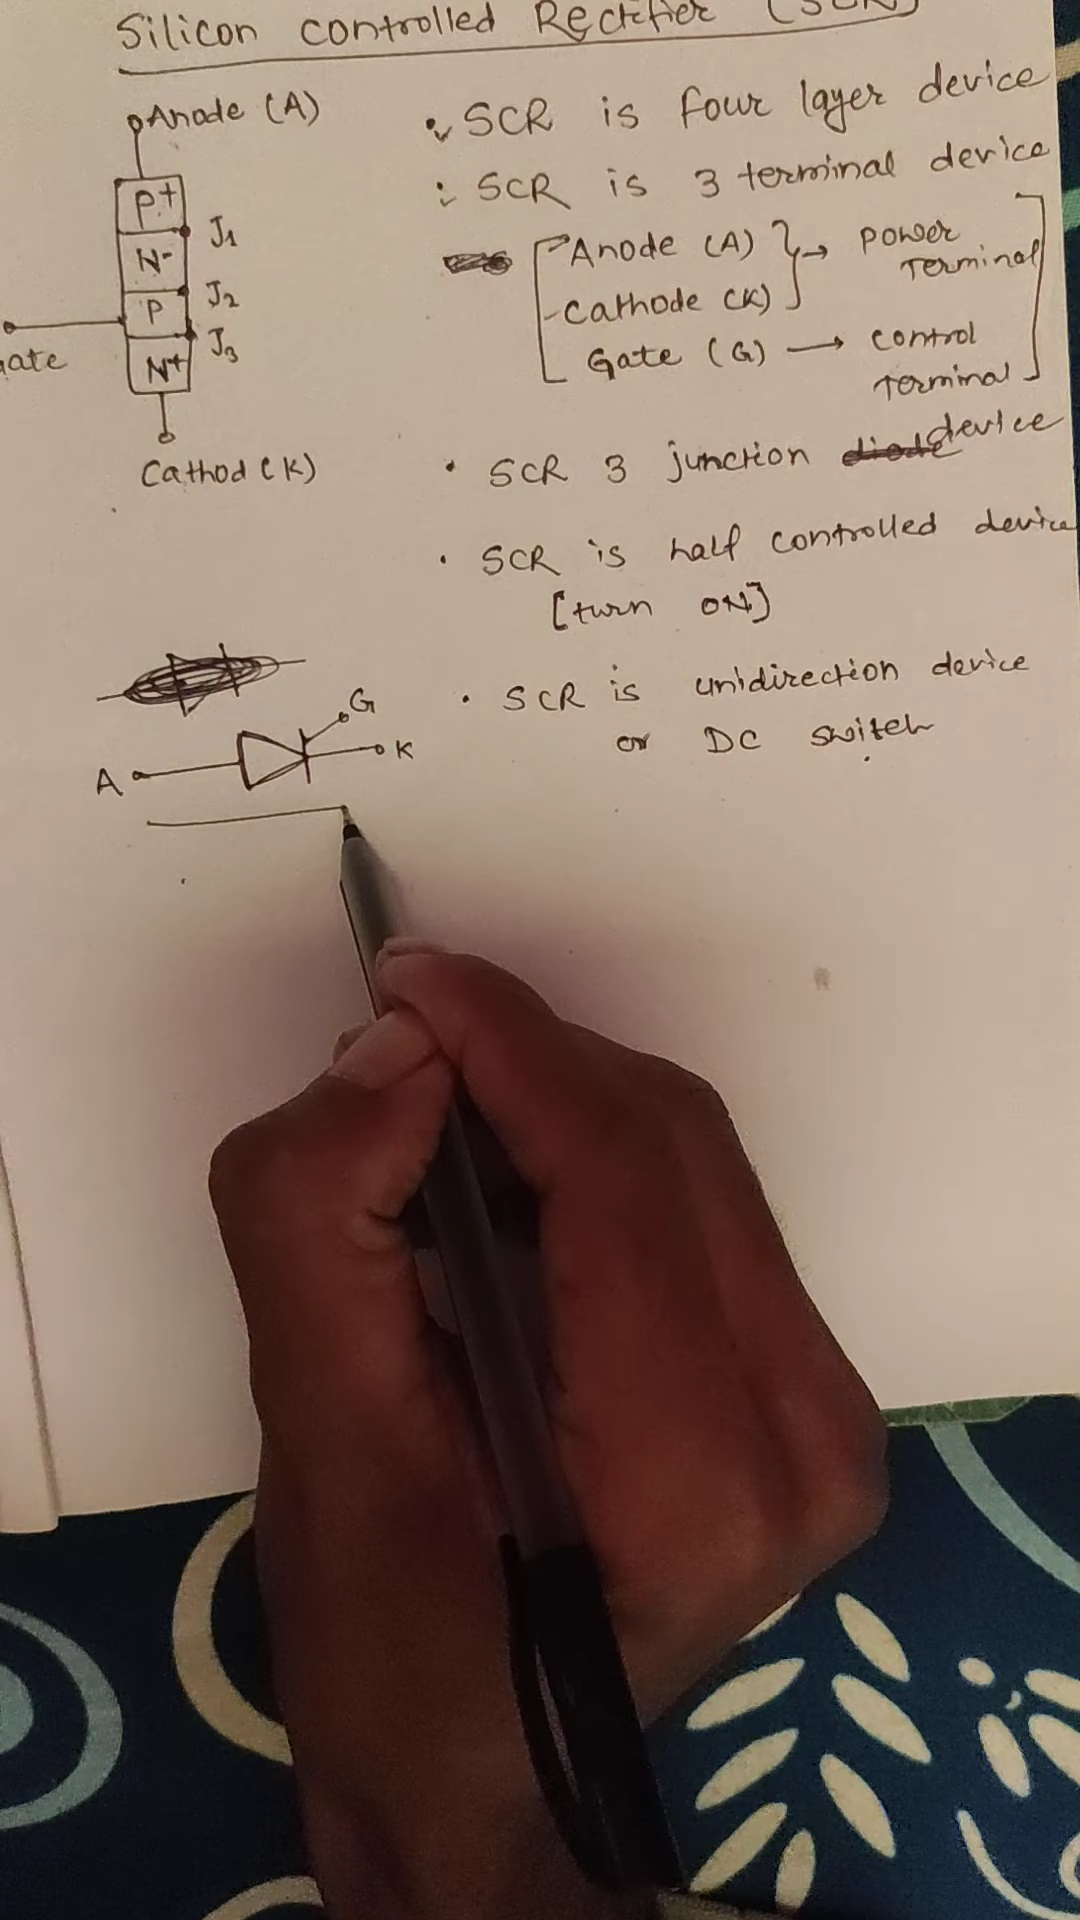 Silicon controlled Rectifier (SCR)
Anode (A)
P+
J1
N-
J2
P
J3
N+
Cathod (K)
SCR is four layer device
SCR is 3 terminal device
Anode (A) } → power terminal
Cathode (K)
Gate (G) → control terminal
• SCR 3 junction device
• SCR is half controlled device
[turn ON]
• SCR is unidirection device
or DC switch
G
A
K